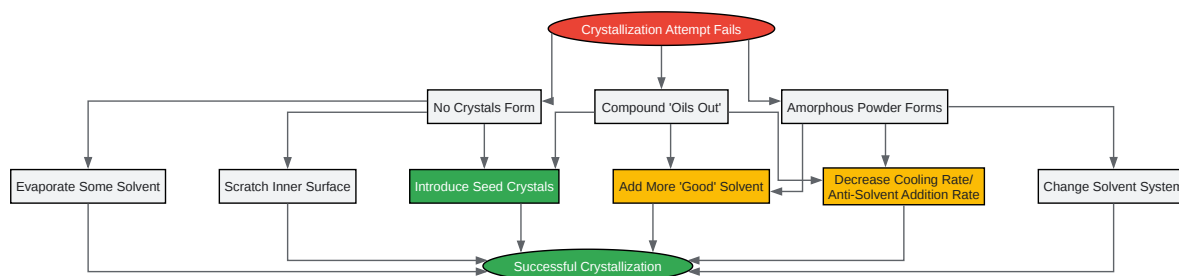 Crystallization Attempt Fails
No Crystals Form
Compound 'Oils Out'
Amorphous Powder Forms
Evaporate Some Solvent
Scratch Inner Surface
Introduce Seed Crystals
Add More 'Good' Solvent
Decrease Cooling Rate/
Anti-Solvent Addition Rate
Change Solvent System
Successful Crystallization